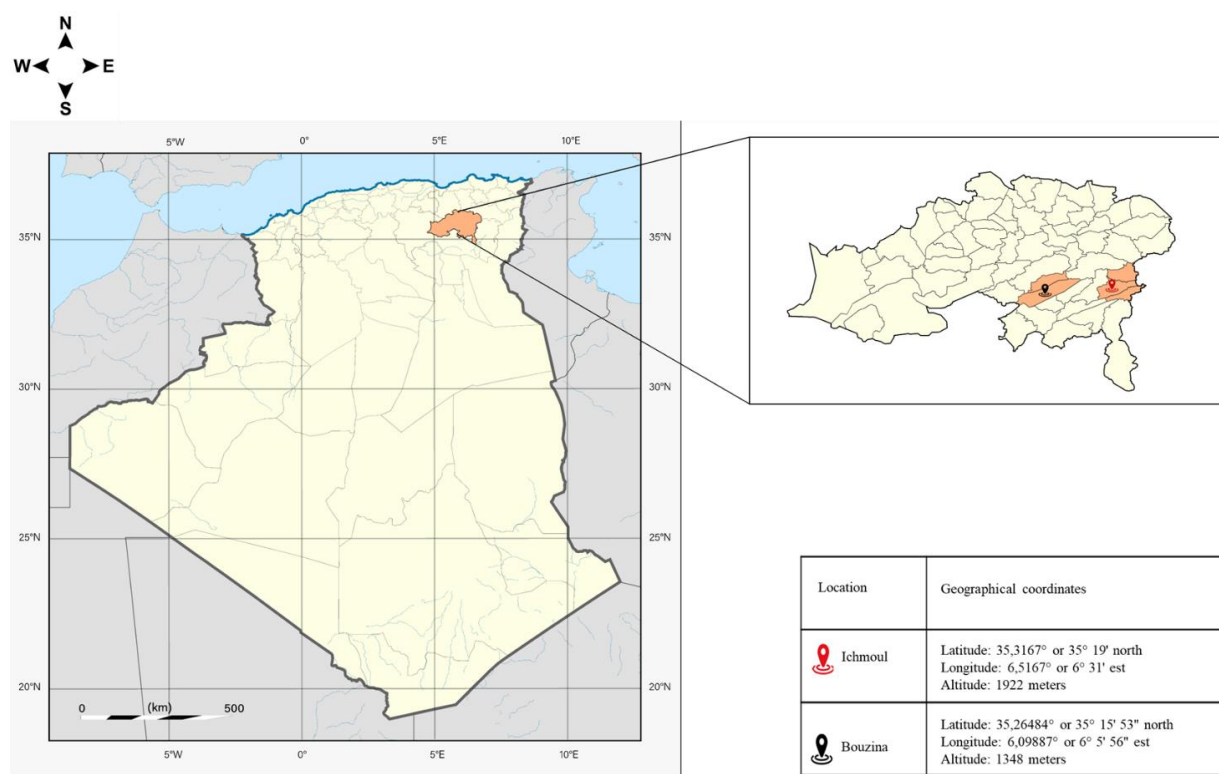 N
W E
S
5°W 0° 5°E 10°E
35°N 35°N
30°N 30°N
25°N 25°N
20°N 20°N
0 (km) 500
5°W 0° 5°E 10°E
Location Geographical coordinates
Ichmoul
Latitude: 35,3167° or 35° 19' north
Longitude: 6,5167° or 6° 31' est
Altitude: 1922 meters
Bouzina
Latitude: 35,26484° or 35° 15' 53" north
Longitude: 6,09887° or 6° 5' 56" est
Altitude: 1348 meters